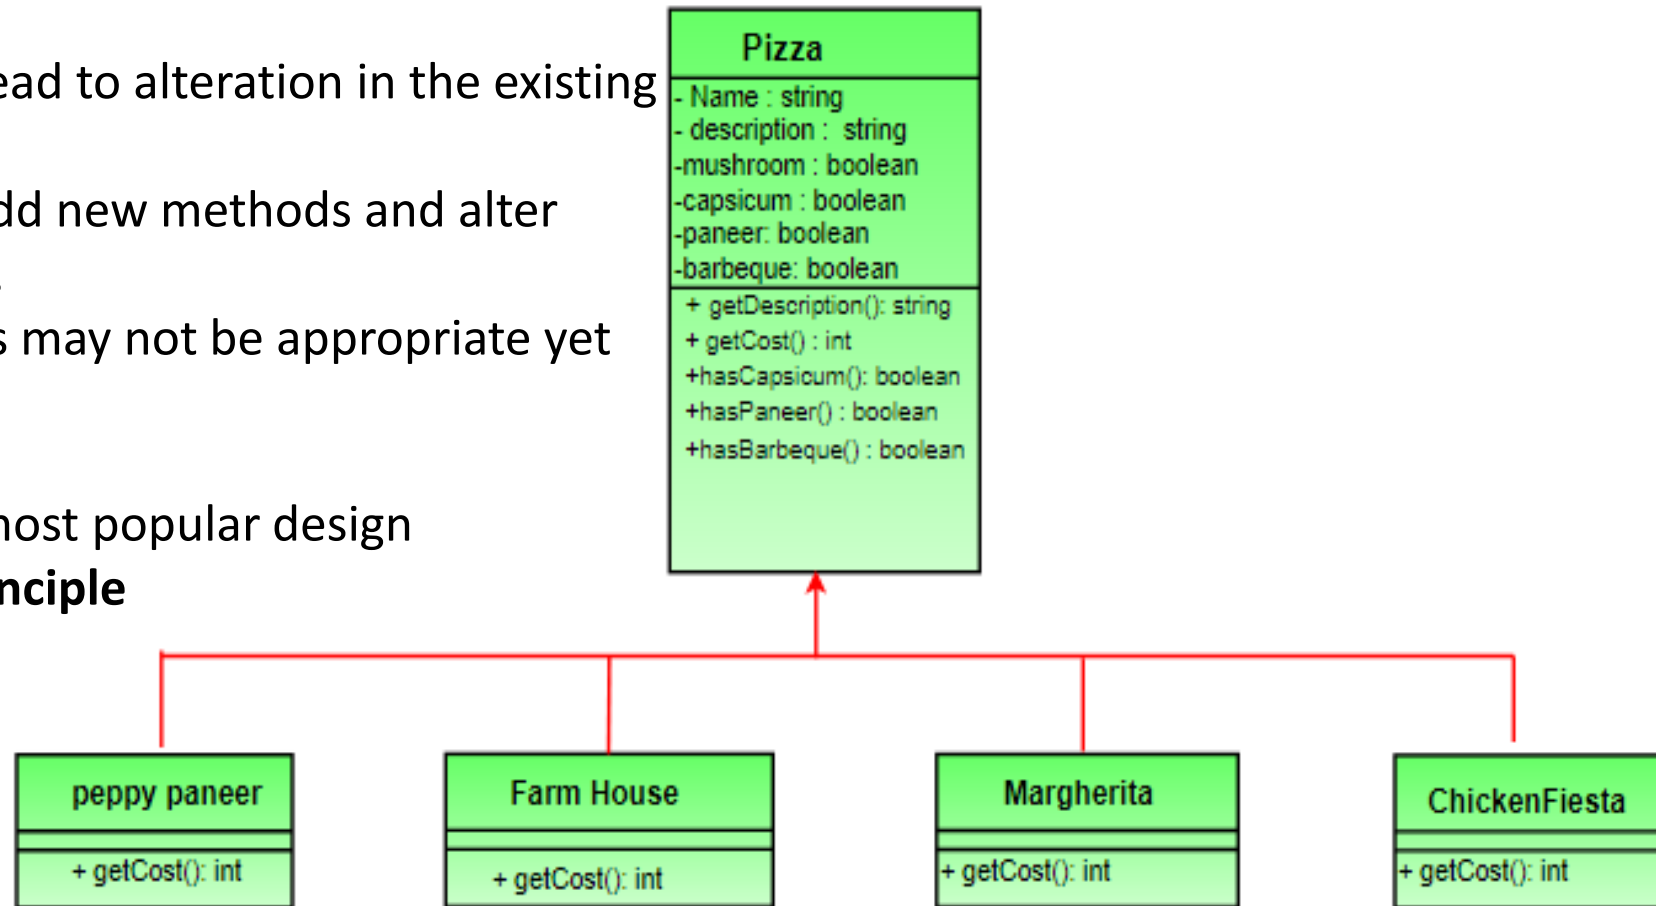 ead to alteration in the existing
dd new methods and alter
s may not be appropriate yet
most popular design
nciple
Pizza
- Name : string
- description : string
-mushroom : boolean
-capsicum : boolean
-paneer: boolean
-barbeque: boolean
+ getDescription(): string
+ getCost() : int
+hasCapsicum(): boolean
+hasPaneer() : boolean
+hasBarbeque() : boolean
peppy paneer
+ getCost(): int
Farm House
+ getCost(): int
Margherita
+ getCost(): int
ChickenFiesta
+ getCost(): int